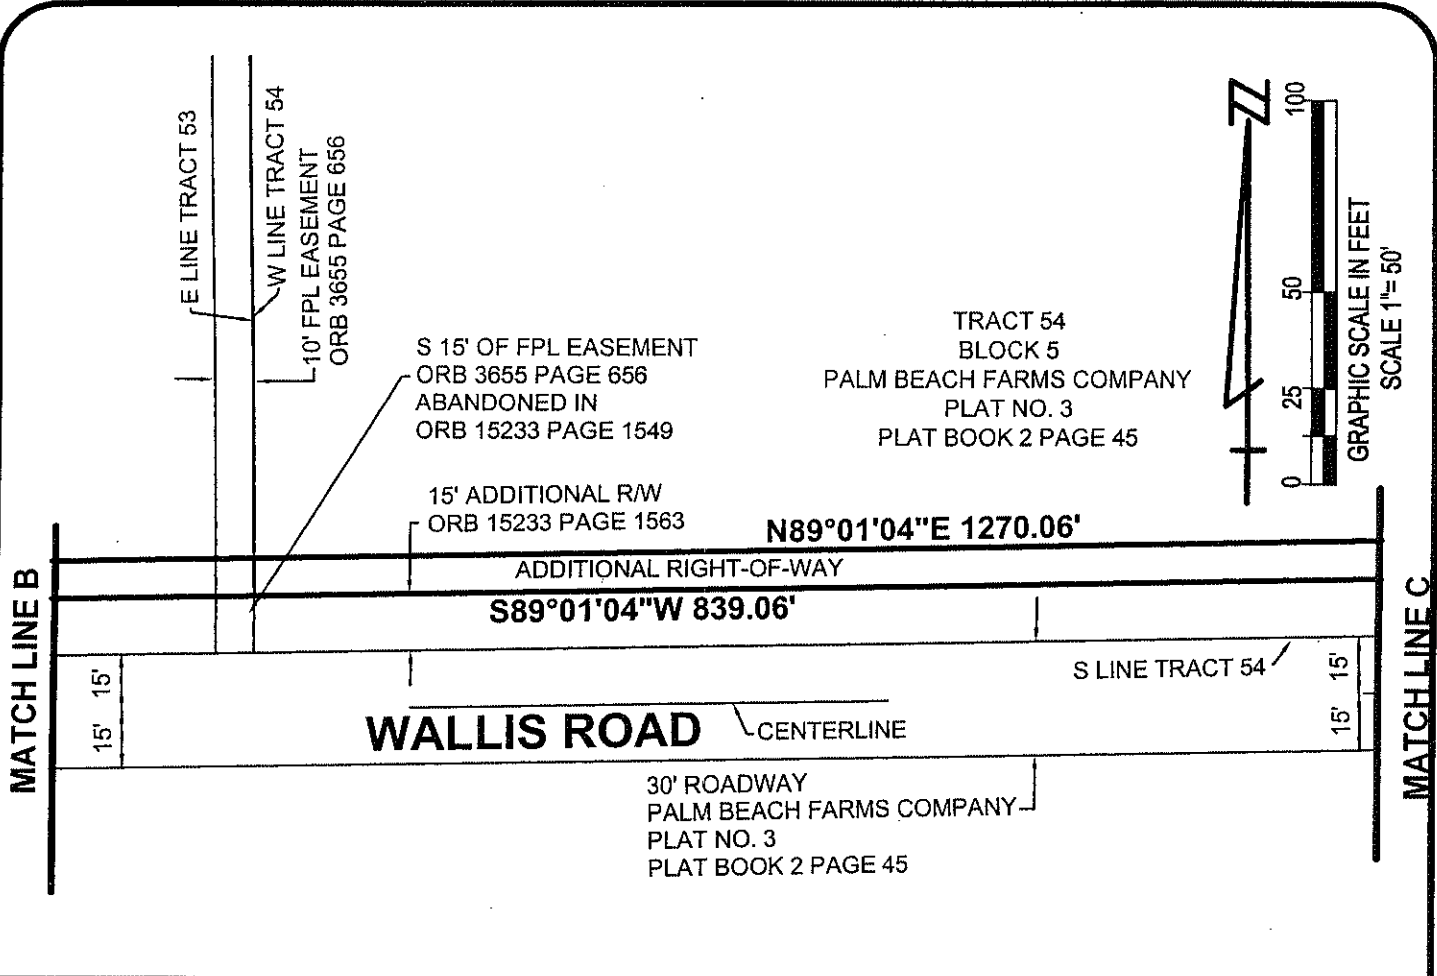 E LINE TRACT 53
W LINE TRACT 54
10' FPL EASEMENT
ORB 3655 PAGE 656
S 15' OF FPL EASEMENT
ORB 3655 PAGE 656
ABANDONED IN
ORB 15233 PAGE 1549
15' ADDITIONAL R/W
ORB 15233 PAGE 1563
TRACT 54
BLOCK 5
PALM BEACH FARMS COMPANY
PLAT NO. 3
PLAT BOOK 2 PAGE 45
N
0 25 50 100
GRAPHIC SCALE IN FEET
SCALE 1"= 50'
N89°01'04"E 1270.06'
ADDITIONAL RIGHT-OF-WAY
S89°01'04"W 839.06'
MATCH LINE B
15' 15'
S LINE TRACT 54
15' 15'
MATCH LINE C
WALLIS ROAD
CENTERLINE
30' ROADWAY
PALM BEACH FARMS COMPANY
PLAT NO. 3
PLAT BOOK 2 PAGE 45